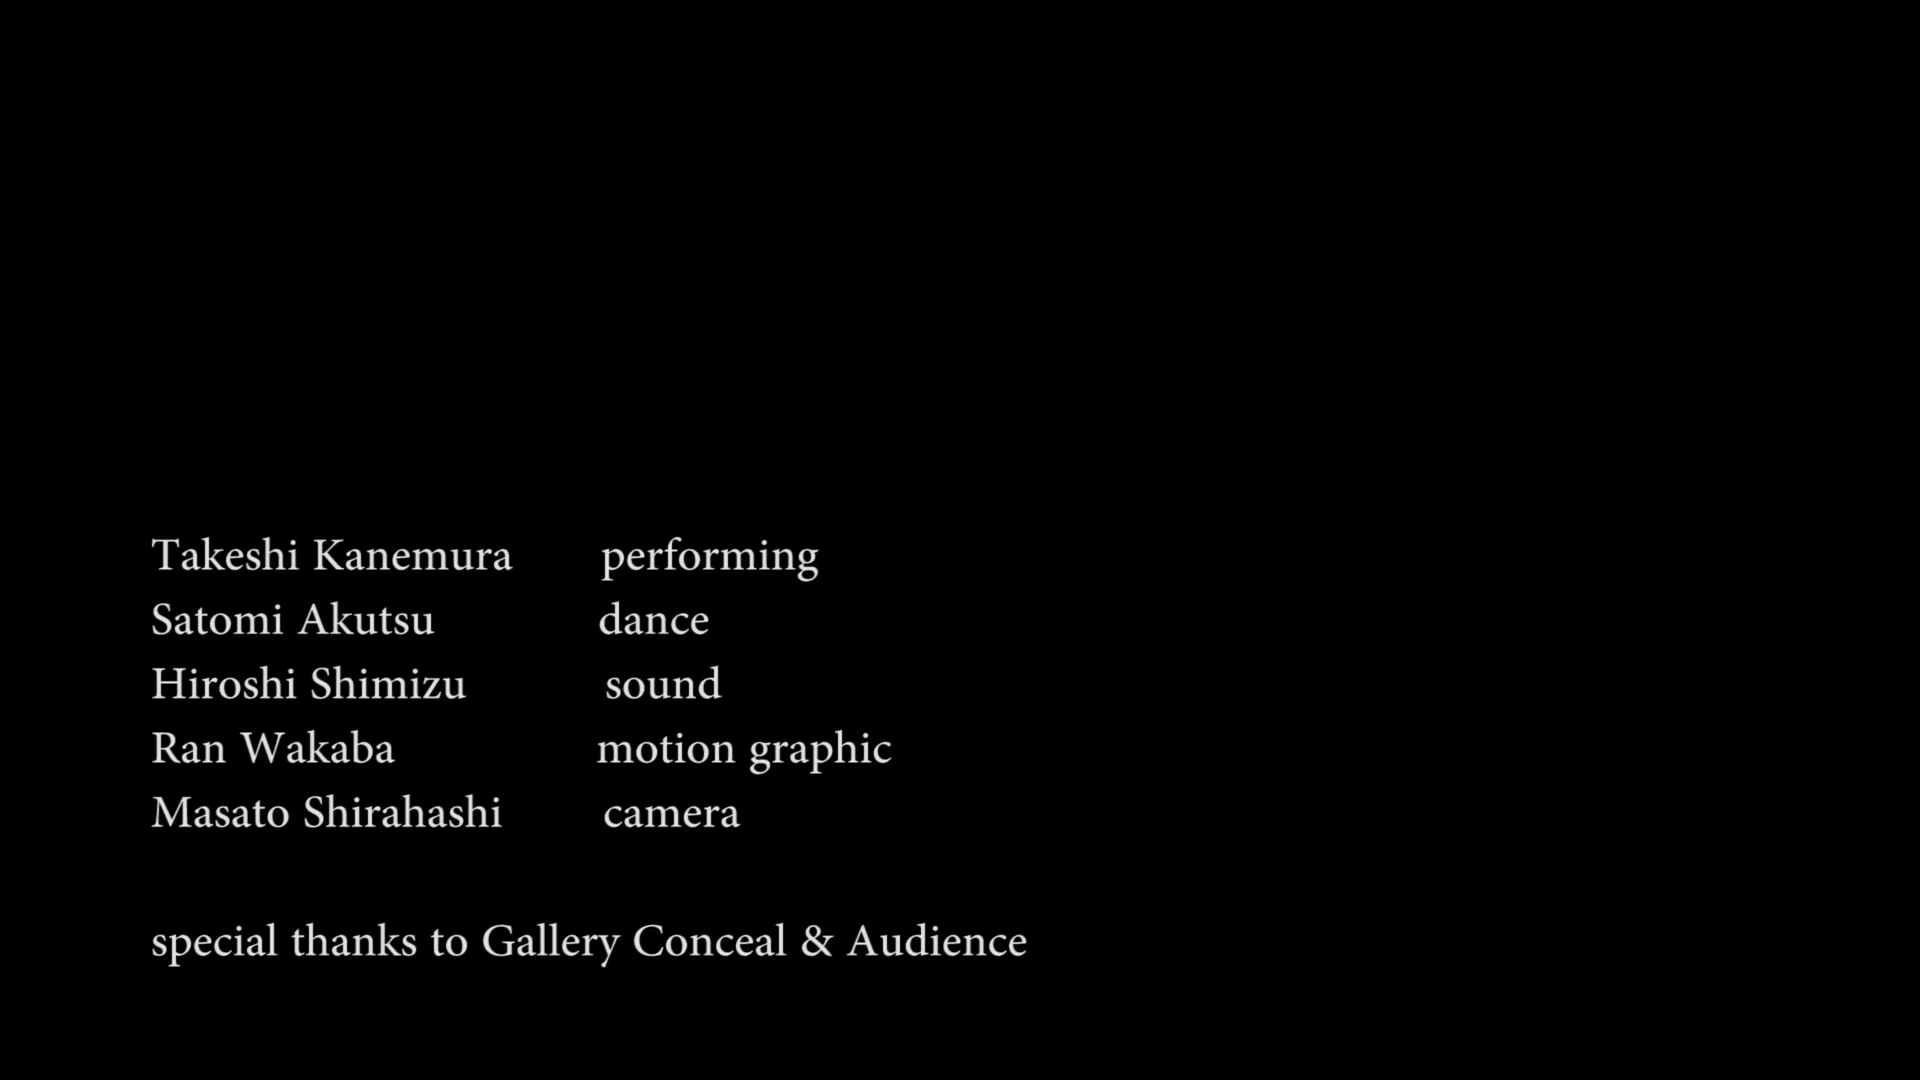 Takeshi Kanemura performing
Satomi Akutsu dance
Hiroshi Shimizu sound
Ran Wakaba motion graphic
Masato Shirahashi camera
special thanks to Gallery Conceal & Audience